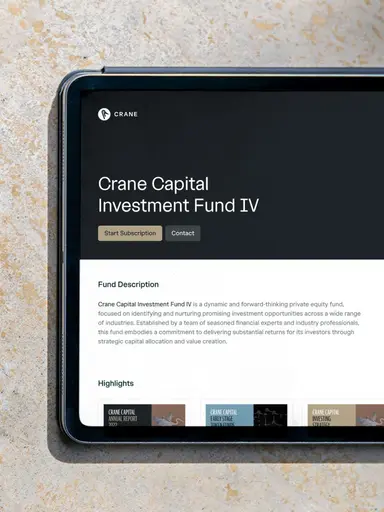 CRANE
Crane Capital
Investment Fund IV
Start Subscription
Contact
Fund Description
Crane Capital Investment Fund IV is a dynamic and forward-thinking private equity fund,
focused on identifying and nurturing promising investment opportunities across a wide range
of industries. Established by a team of seasoned financial experts and industry professionals,
this fund embodies a commitment to delivering substantial returns for its investors through
strategic capital allocation and value creation.
Highlights
CRANE CAPITAL
ANNUAL REPORT
2022
CRANE CAPITAL
EARLY STAGE
CRANE CAPITAL
INVESTING
STRATEGY